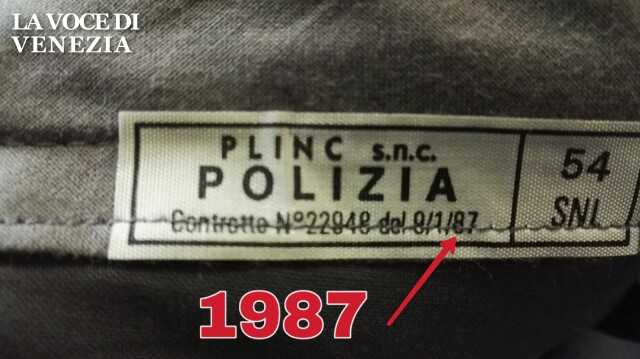 LA VOCE DI
VENEZIA
PLINC s.n.c.
POLIZIA
Contratto N°22948 del 8/1/87
54
SNL
1987